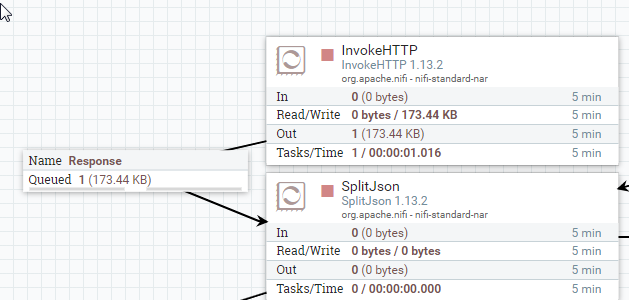 InvokeHTTP
InvokeHTTP 1.13.2
org.apache.nifi - nifi-standard-nar
In 0 (0 bytes) 5 min
Read/Write 0 bytes / 173.44 KB 5 min
Out 1 (173.44 KB) 5 min
Tasks/Time 1 / 00:00:01.016 5 min
Name Response
Queued 1 (173.44 KB)
SplitJson
SplitJson 1.13.2
org.apache.nifi - nifi-standard-nar
In 0 (0 bytes) 5 min
Read/Write 0 bytes / 0 bytes 5 min
Out 0 (0 bytes) 5 min
Tasks/Time 0 / 00:00:00.000 5 min